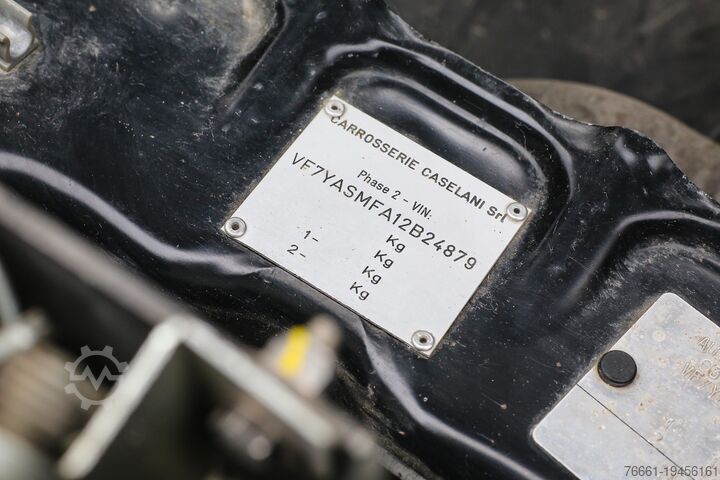 CARROSSERIE CASELANI Srl
Phase 2 - VIN:
VF7YASMFA12B24879
Kg
Kg
1- Kg
2- Kg
76661-19456161